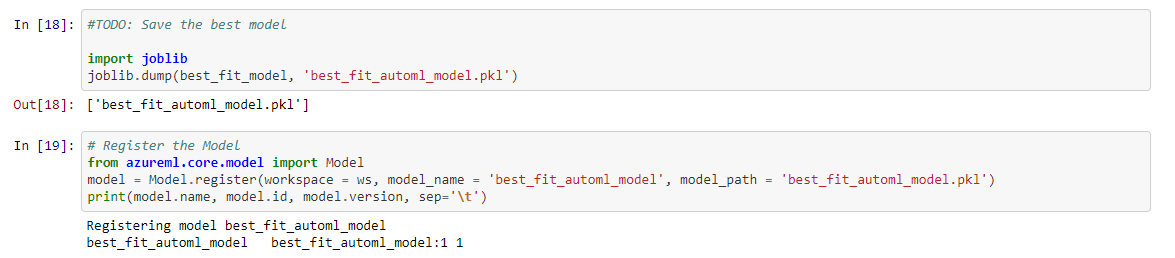 In [18]: #TODO: Save the best model
import joblib
joblib.dump(best_fit_model, 'best_fit_automl_model.pkl')
Out[18]: ['best_fit_automl_model.pkl']
In [19]: # Register the Model
from azureml.core.model import Model
model = Model.register(workspace = ws, model_name = 'best_fit_automl_model', model_path = 'best_fit_automl_model.pkl')
print(model.name, model.id, model.version, sep='\t')
Registering model best_fit_automl_model
best_fit_automl_model   best_fit_automl_model:1 1